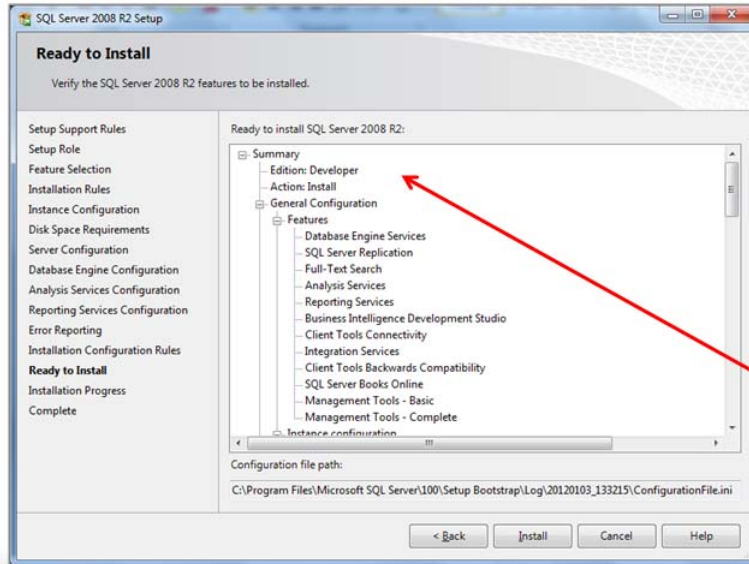 SQL Server 2008 R2 Setup
Ready to Install
Verify the SQL Server 2008 R2 features to be installed.
Setup Support Rules
Setup Role
Feature Selection
Installation Rules
Instance Configuration
Disk Space Requirements
Server Configuration
Database Engine Configuration
Analysis Services Configuration
Reporting Services Configuration
Error Reporting
Installation Configuration Rules
Ready to Install
Installation Progress
Complete
Ready to install SQL Server 2008 R2:
Summary
Edition: Developer
Action: Install
General Configuration
Features
Database Engine Services
SQL Server Replication
Full-Text Search
Analysis Services
Reporting Services
Business Intelligence Development Studio
Client Tools Connectivity
Integration Services
Client Tools Backwards Compatibility
SQL Server Books Online
Management Tools - Basic
Management Tools - Complete
Instance configuration
Configuration file path:
C:\Program Files\Microsoft SQL Server\100\Setup Bootstrap\Log\20120103_133215\ConfigurationFile.ini
< Back
Install
Cancel
Help